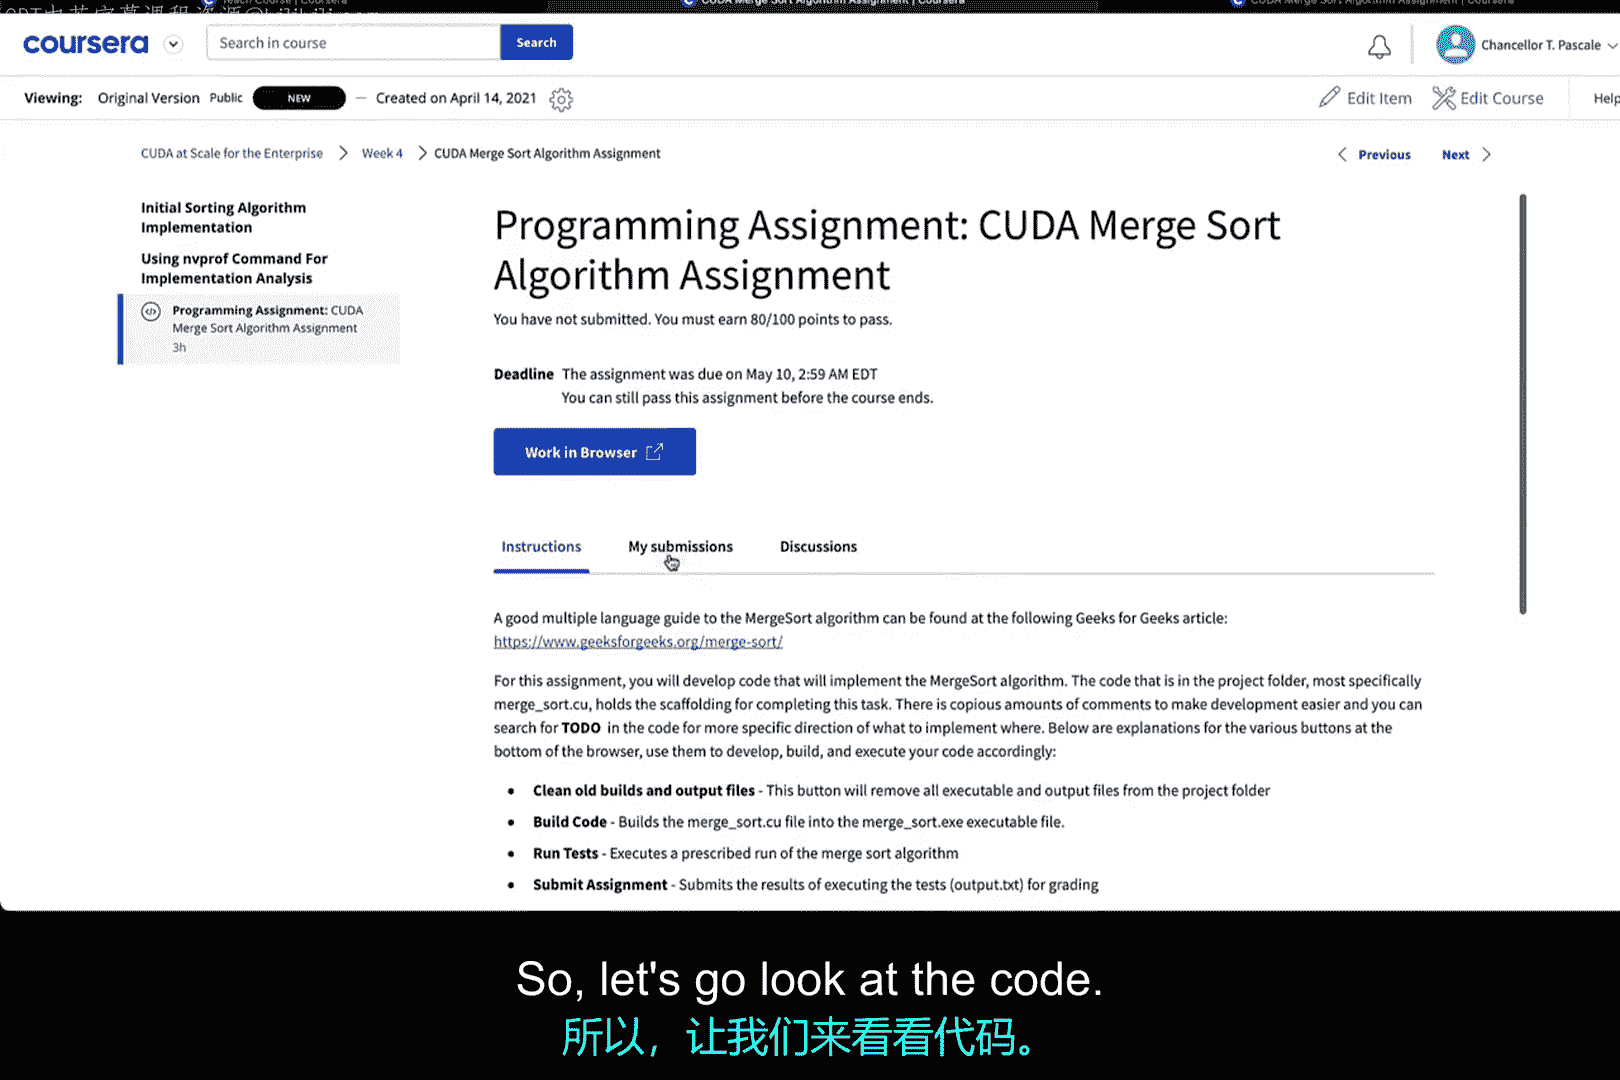 coursera
Search in course
Search
Chancellor T. Pascale
Viewing: Original Version Public NEW — Created on April 14, 2021
Edit Item
Edit Course
Help
CUDA at Scale for the Enterprise
Week 4
CUDA Merge Sort Algorithm Assignment
Previous
Next
Initial Sorting Algorithm
Implementation
Using nvprof Command For
Implementation Analysis
Programming Assignment: CUDA
Merge Sort Algorithm Assignment
3h
Programming Assignment: CUDA Merge Sort
Algorithm Assignment
You have not submitted. You must earn 80/100 points to pass.
Deadline The assignment was due on May 10, 2:59 AM EDT
You can still pass this assignment before the course ends.
Work in Browser
Instructions
My submissions
Discussions
A good multiple language guide to the MergeSort algorithm can be found at the following Geeks for Geeks article:
https://www.geeksforgeeks.org/merge-sort/
For this assignment, you will develop code that will implement the MergeSort algorithm. The code that is in the project folder, most specifically
merge_sort.cu, holds the scaffolding for completing this task. There is copious amounts of comments to make development easier and you can
search for TODO in the code for more specific direction of what to implement where. Below are explanations for the various buttons at the
bottom of the browser, use them to develop, build, and execute your code accordingly:
• Clean old builds and output files - This button will remove all executable and output files from the project folder
• Build Code - Builds the merge_sort.cu file into the merge_sort.exe executable file.
• Run Tests - Executes a prescribed run of the merge sort algorithm
• Submit Assignment - Submits the results of executing the tests (output.txt) for grading
So, let's go look at the code.
所以，让我们来看看代码。